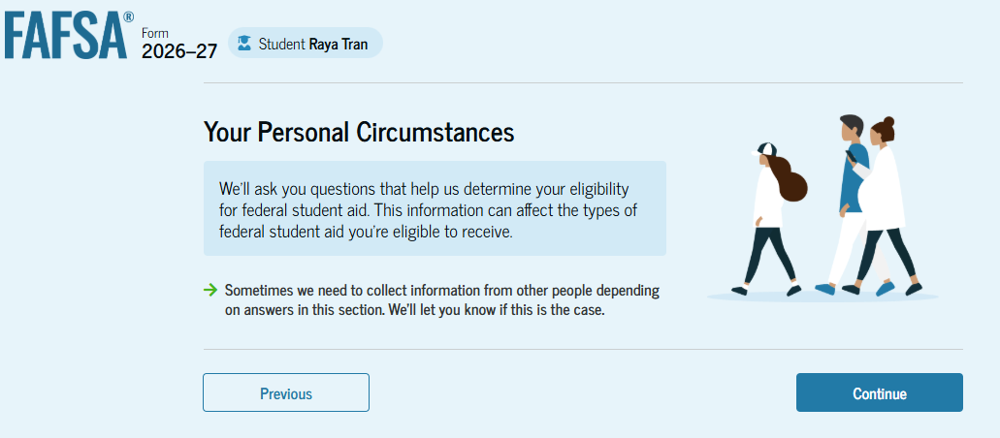 FAFSA®
Form
2026–27
Student Raya Tran
Your Personal Circumstances
We'll ask you questions that help us determine your eligibility
for federal student aid. This information can affect the types of
federal student aid you're eligible to receive.
Sometimes we need to collect information from other people depending
on answers in this section. We'll let you know if this is the case.
Previous
Continue